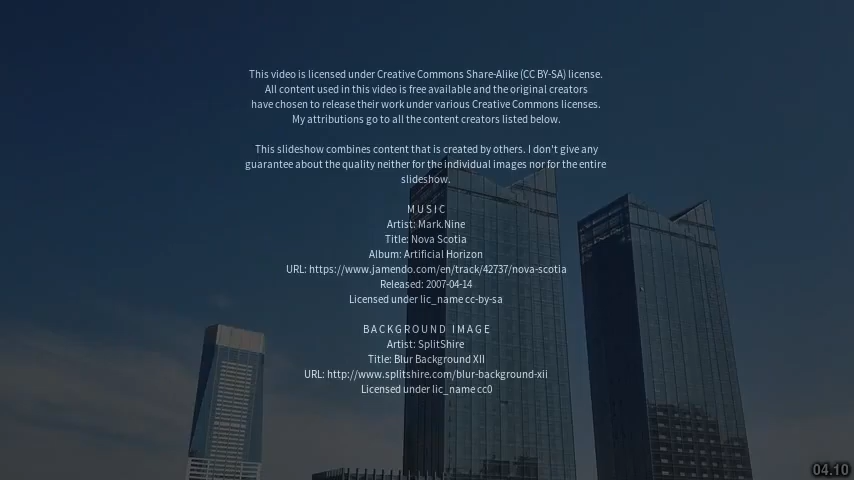 This video is licensed under Creative Commons Share-Alike (CC BY-SA) license.
All content used in this video is free available and the original creators
have chosen to release their work under various Creative Commons licenses.
My attributions go to all the content creators listed below.
This slideshow combines content that is created by others. I don't give any
guarantee about the quality neither for the individual images nor for the entire
slideshow.
MUSIC
Artist: Mark.Nine
Title: Nova Scotia
Album: Artificial Horizon
URL: https://www.jamendo.com/en/track/42737/nova-scotia
Released: 2007-04-14
Licensed under lic_name cc-by-sa
BACKGROUND IMAGE
Artist: SplitShire
Title: Blur Background XII
URL: http://www.splitshire.com/blur-background-xii
Licensed under lic_name cc0
04.10